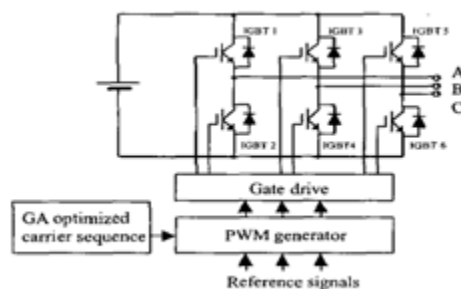 IGBT 1
IGBT 3
IGBT 5
A
B
C
IGBT 2
IGBT4
IGBT 6
Gate drive
GA optimized
carrier sequence
PWM generator
Reference signals